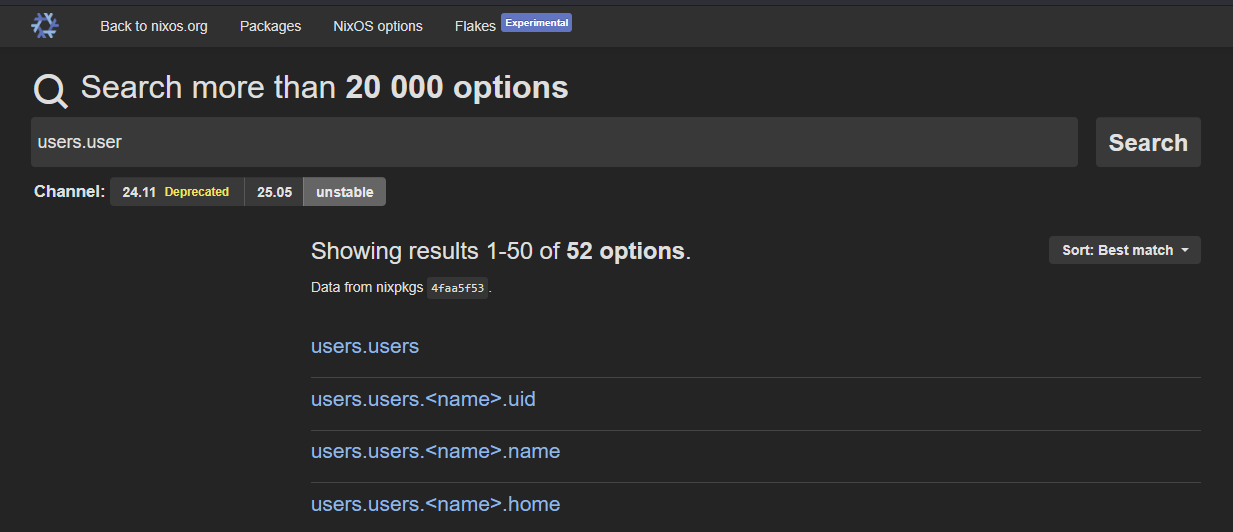 Back to nixos.org Packages NixOS options Flakes Experimental
Search more than 20 000 options
users.user Search
Channel: 24.11 Deprecated 25.05 unstable
Showing results 1-50 of 52 options. Sort: Best match
Data from nixpkgs 4faa5f53.
users.users
users.users.<name>.uid
users.users.<name>.name
users.users.<name>.home